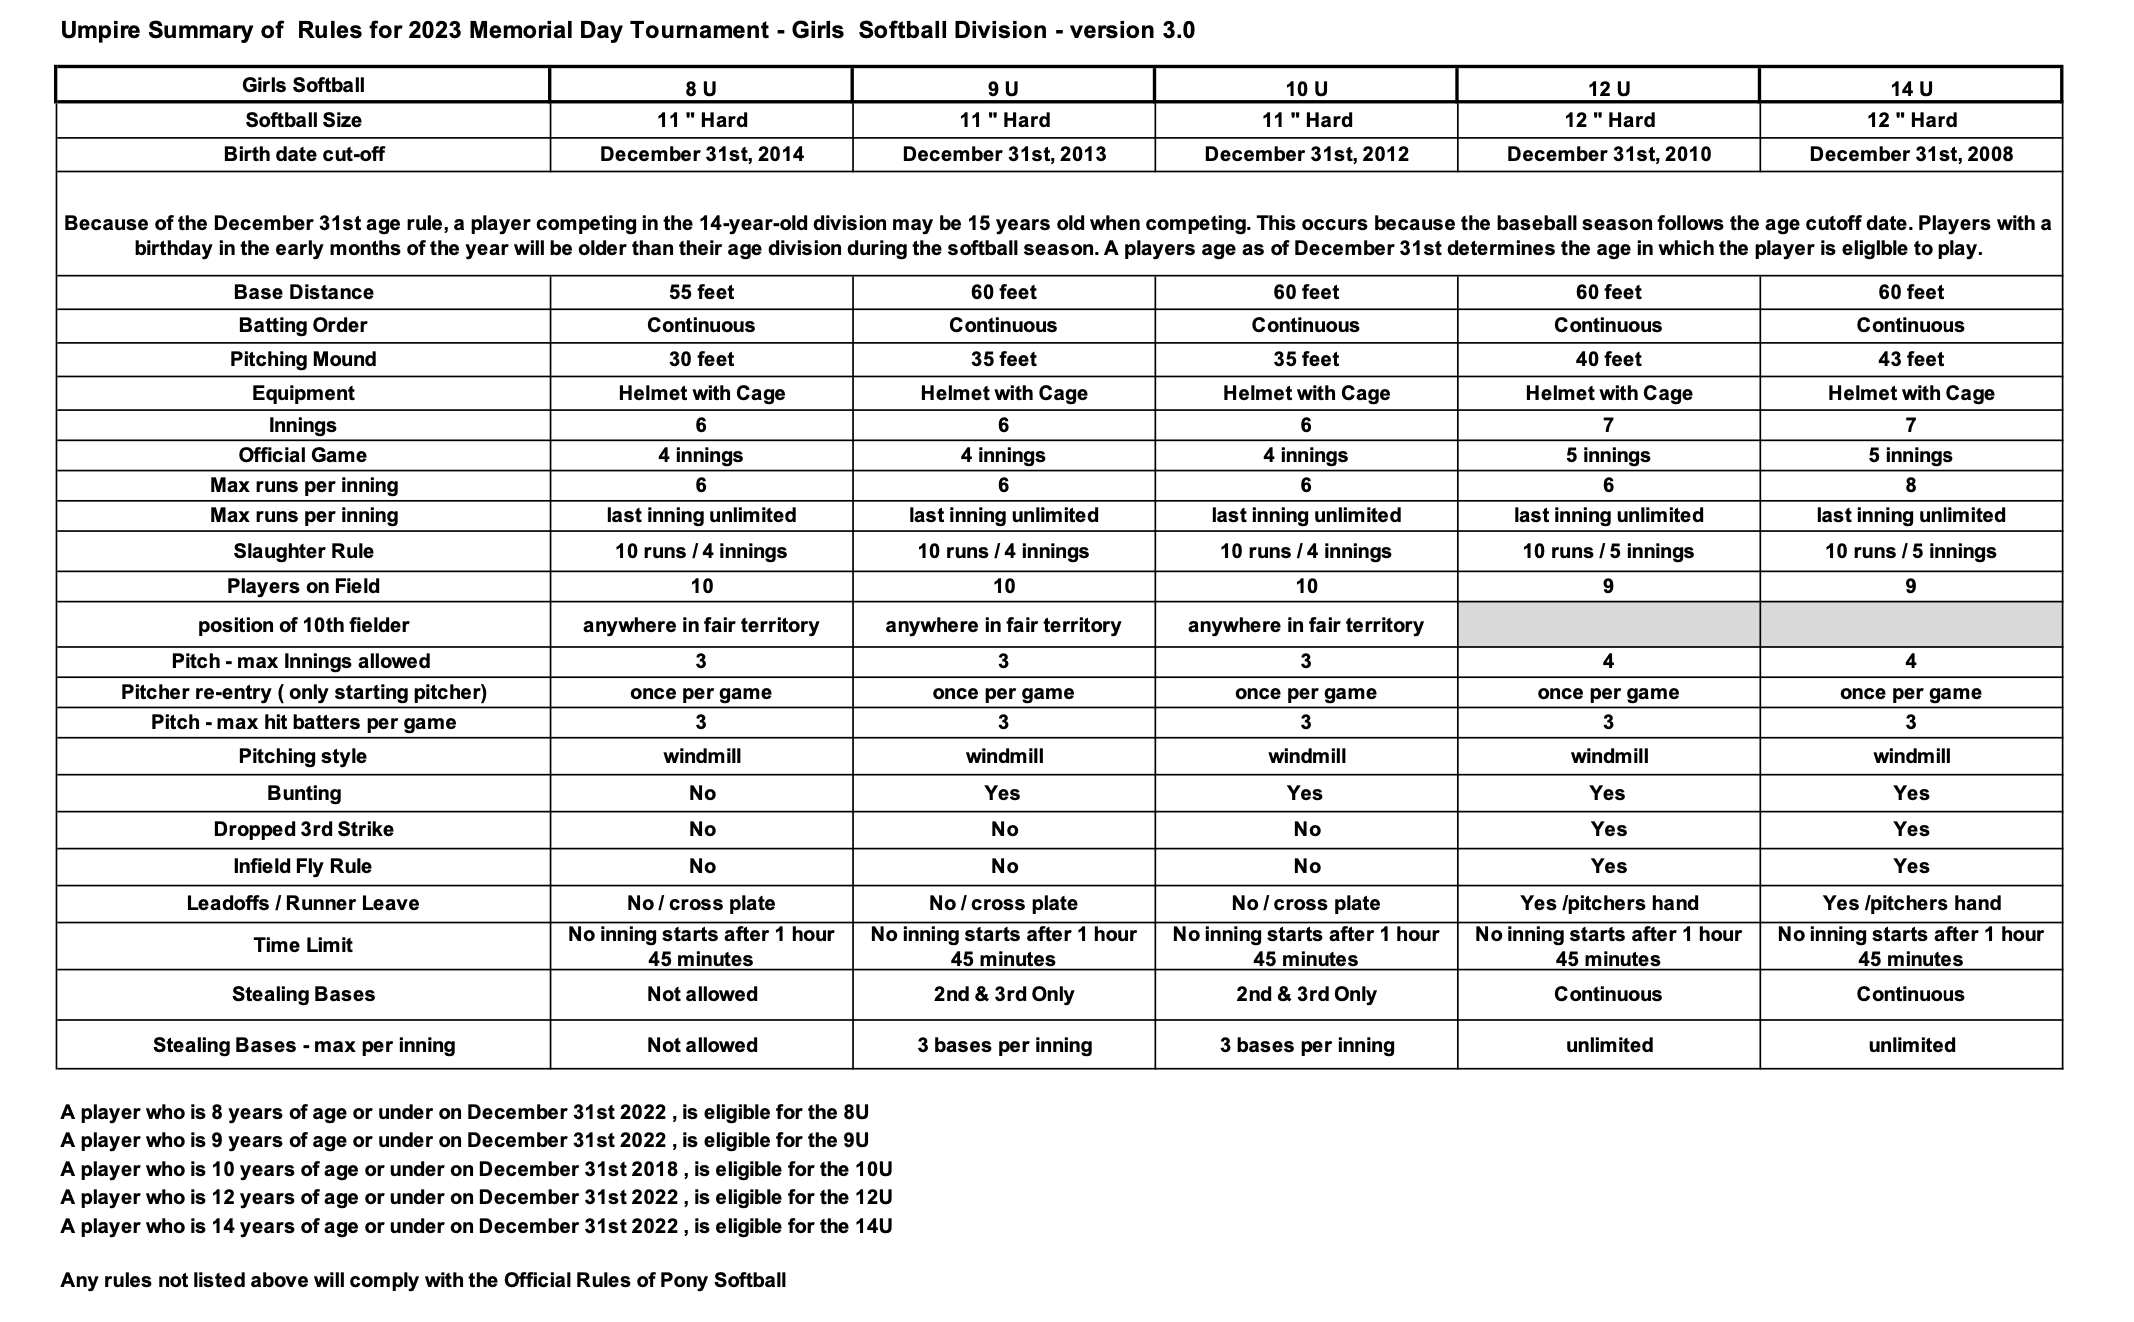 Umpire Summary of  Rules for 2023 Memorial Day Tournament - Girls  Softball Division - version 3.0
Girls Softball 8 U 9 U 10 U 12 U 14 U
Softball Size 11 " Hard 11 " Hard 11 " Hard 12 " Hard 12 " Hard
Birth date cut-off December 31st, 2014 December 31st, 2013 December 31st, 2012 December 31st, 2010 December 31st, 2008
Because of the December 31st age rule, a player competing in the 14-year-old division may be 15 years old when competing. This occurs because the baseball season follows the age cutoff date. Players with a
birthday in the early months of the year will be older than their age division during the softball season. A players age as of December 31st determines the age in which the player is eliglble to play.
Base Distance 55 feet 60 feet 60 feet 60 feet 60 feet
Batting Order Continuous Continuous Continuous Continuous Continuous
Pitching Mound 30 feet 35 feet 35 feet 40 feet 43 feet
Equipment Helmet with Cage Helmet with Cage Helmet with Cage Helmet with Cage Helmet with Cage
Innings 6 6 6 7 7
Official Game 4 innings 4 innings 4 innings 5 innings 5 innings
Max runs per inning 6 6 6 6 8
Max runs per inning last inning unlimited last inning unlimited last inning unlimited last inning unlimited last inning unlimited
Slaughter Rule 10 runs / 4 innings 10 runs / 4 innings 10 runs / 4 innings 10 runs / 5 innings 10 runs / 5 innings
Players on Field 10 10 10 9 9
position of 10th fielder anywhere in fair territory anywhere in fair territory anywhere in fair territory
Pitch - max Innings allowed 3 3 3 4 4
Pitcher re-entry ( only starting pitcher) once per game once per game once per game once per game once per game
Pitch - max hit batters per game 3 3 3 3 3
Pitching style windmill windmill windmill windmill windmill
Bunting No Yes Yes Yes Yes
Dropped 3rd Strike No No No Yes Yes
Infield Fly Rule No No No Yes Yes
Leadoffs / Runner Leave No / cross plate No / cross plate No / cross plate Yes /pitchers hand Yes /pitchers hand
Time Limit No inning starts after 1 hour 45 minutes No inning starts after 1 hour 45 minutes No inning starts after 1 hour 45 minutes No inning starts after 1 hour 45 minutes No inning starts after 1 hour 45 minutes
Stealing Bases Not allowed 2nd & 3rd Only 2nd & 3rd Only Continuous Continuous
Stealing Bases - max per inning Not allowed 3 bases per inning 3 bases per inning unlimited unlimited
A player who is 8 years of age or under on December 31st 2022 , is eligible for the 8U
A player who is 9 years of age or under on December 31st 2022 , is eligible for the 9U
A player who is 10 years of age or under on December 31st 2018 , is eligible for the 10U
A player who is 12 years of age or under on December 31st 2022 , is eligible for the 12U
A player who is 14 years of age or under on December 31st 2022 , is eligible for the 14U
Any rules not listed above will comply with the Official Rules of Pony Softball